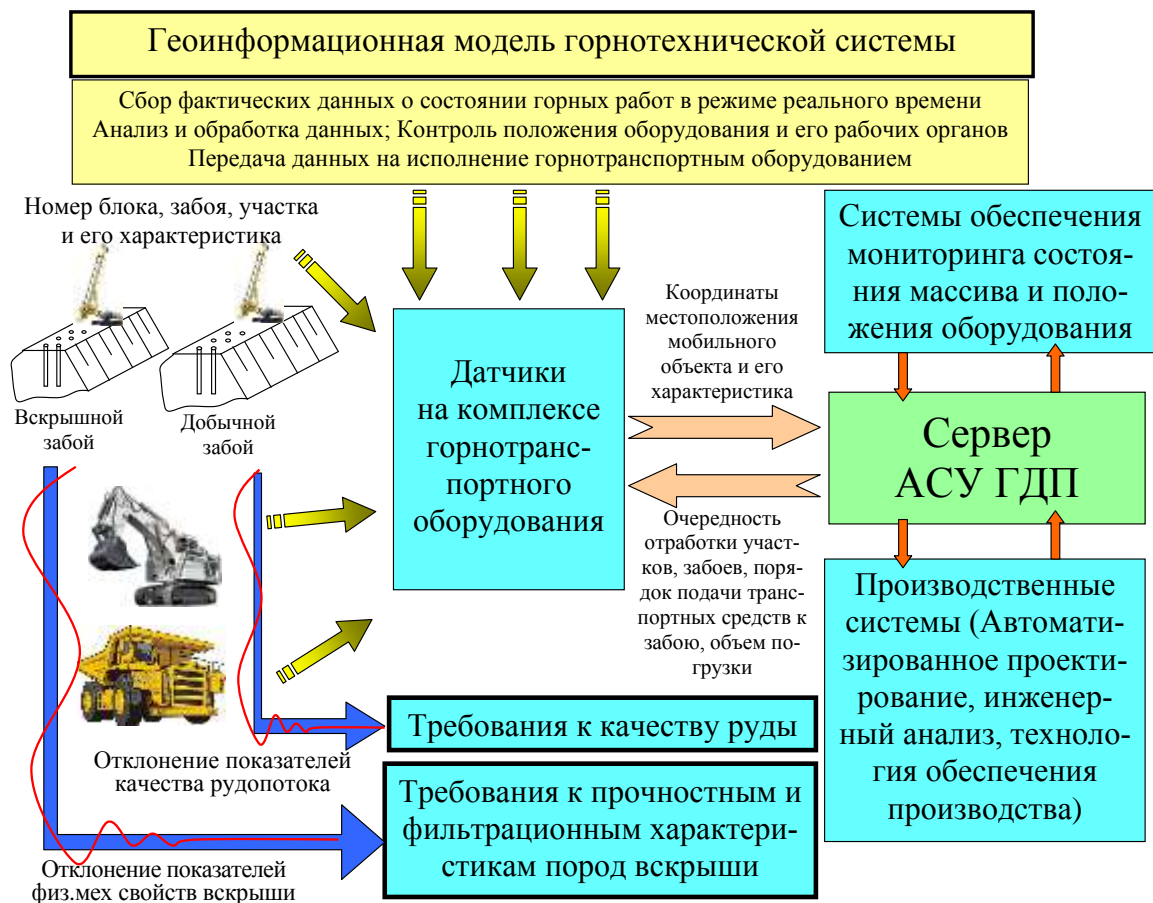 Геоинформационная модель горнотехнической системы
Сбор фактических данных о состоянии горных работ в режиме реального времени
Анализ и обработка данных; Контроль положения оборудования и его рабочих органов
Передача данных на исполнение горнотранспортным оборудованием
Номер блока, забоя, участка
и его характеристика
Вскрышной
забой
Добычной
забой
Датчики
на комплексе
горнотранс-
портного
оборудования
Координаты
местоположения
мобильного
объекта и его
характеристика
Очередность
отработки участ-
ков, забоев, поря-
док подачи транс-
портных средств к
забою, объем по-
грузки
Системы обеспечения
мониторинга состоя-
ния массива и поло-
жения оборудования
Сервер
АСУ ГДП
Производственные
системы (Автомати-
зированное проекти-
рование, инженер-
ный анализ, техноло-
гия обеспечения
производства)
Отклонение показателей
качества рудопотока
Требования к качеству руды
Отклонение показателей
физ.мех свойств вскрыши
Требования к прочностным и
фильтрационным характери-
стикам пород вскрыши